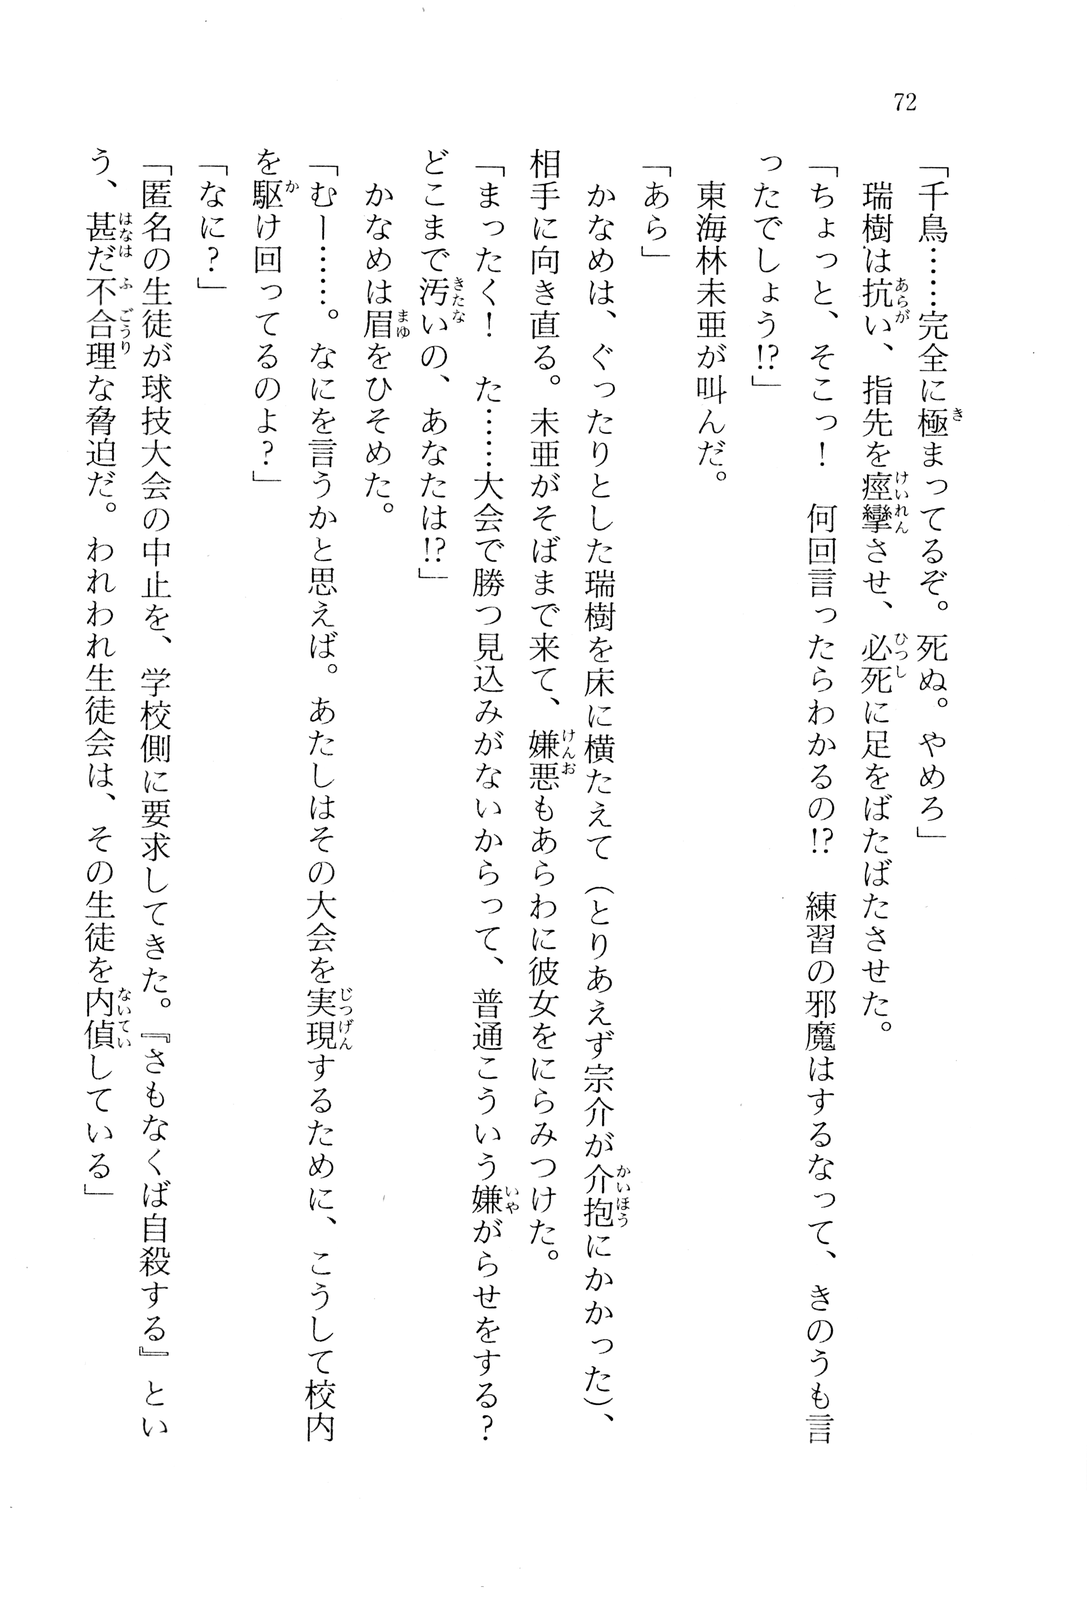 72
「千鳥……完全に極まってるぞ。死ぬ。やめろ」
　瑞樹は抗い、指先を痙攣させ、必死に足をばたばたさせた。
「ちょっと、そこっ！　何回言ったらわかるの!?　練習の邪魔はするなって、きのうも言
ったでしょう!?」
　東海林未亜が叫んだ。
「あら」
　かなめは、ぐったりとした瑞樹を床に横たえて（とりあえず宗介が介抱にかかった）、
相手に向き直る。未亜がそばまで来て、嫌悪もあらわに彼女をにらみつけた。
「まったく！　た……大会で勝つ見込みがないからって、普通こういう嫌がらせをする？
どこまで汚いの、あなたは!?」
　かなめは眉をひそめた。
「むー……。なにを言うかと思えば。あたしはその大会を実現するために、こうして校内
を駆け回ってるのよ？」
「なに？」
「匿名の生徒が球技大会の中止を、学校側に要求してきた。『さもなくば自殺する』とい
う、甚だ不合理な脅迫だ。われわれ生徒会は、その生徒を内偵している」